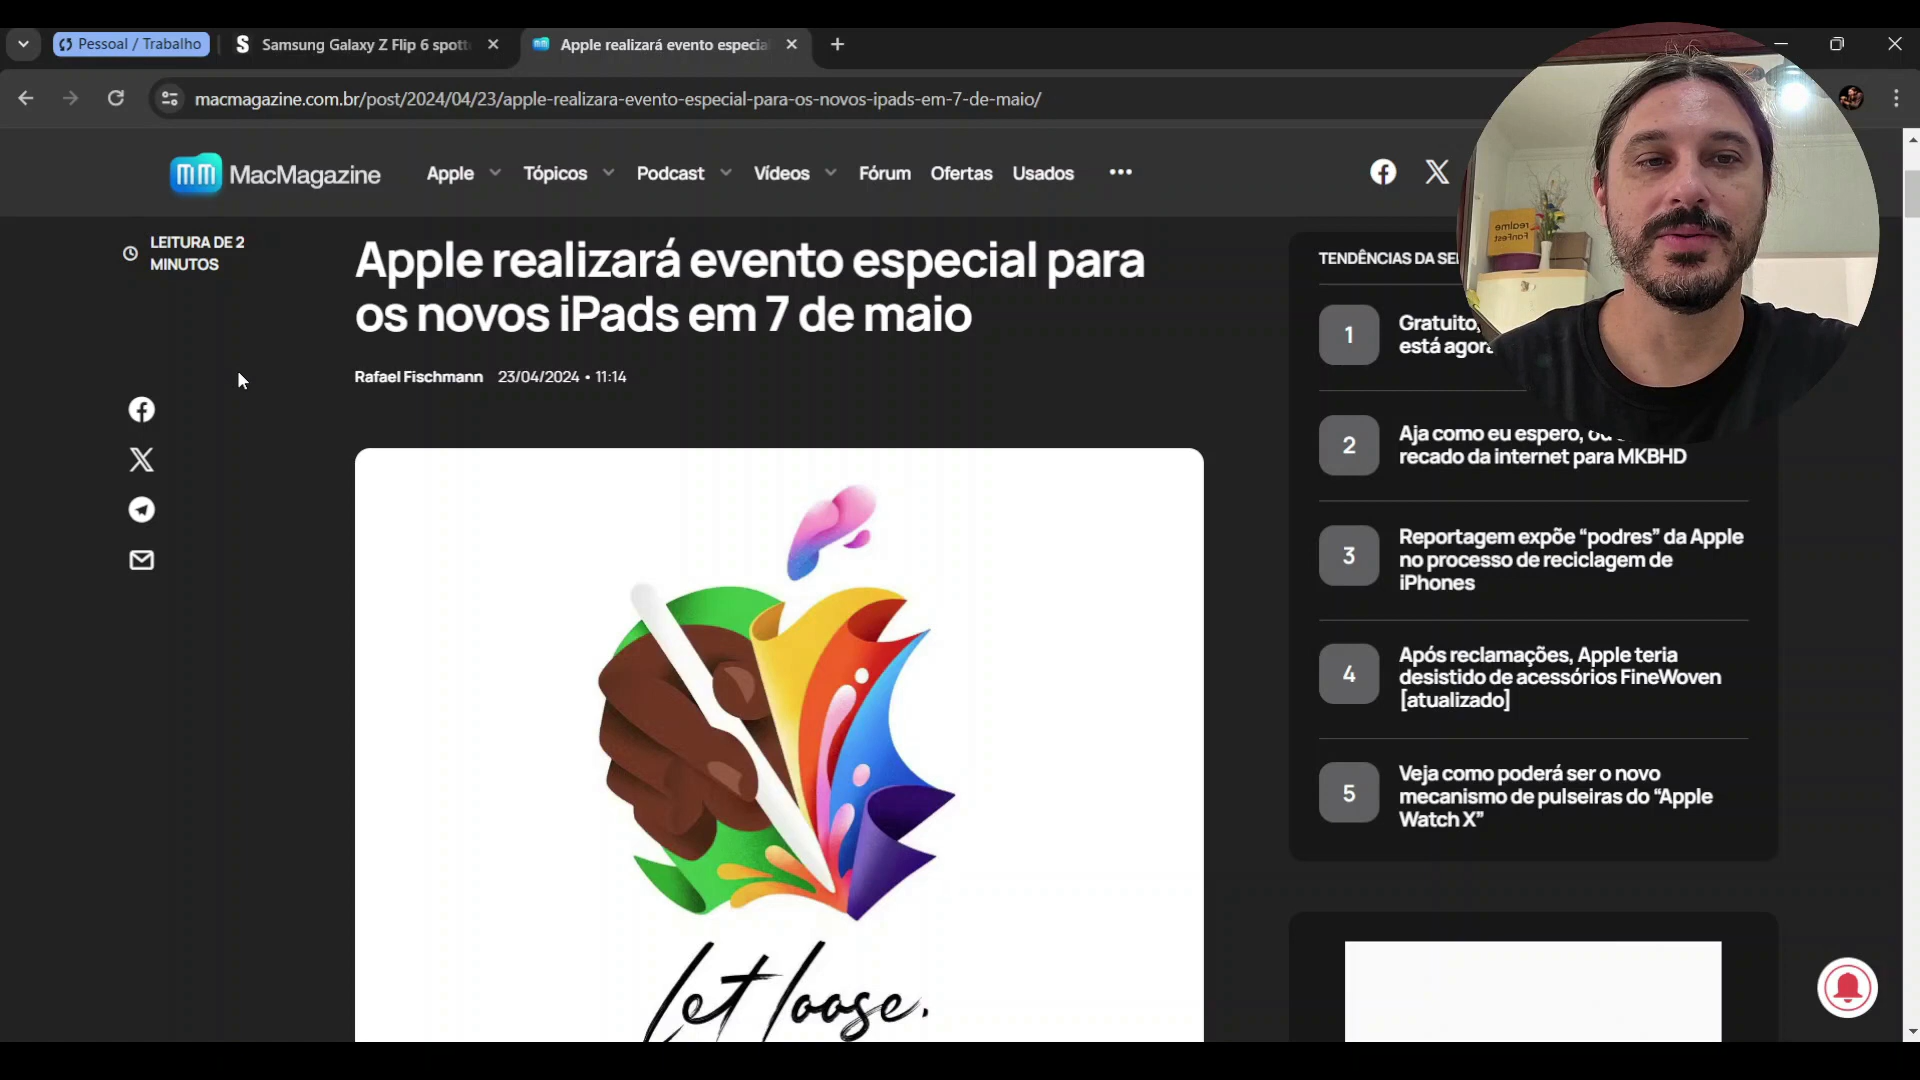 Pessoal / Trabalho
Samsung Galaxy Z Flip 6 spott
Apple realizará evento especia
macmagazine.com.br/post/2024/04/23/apple-realizara-evento-especial-para-os-novos-ipads-em-7-de-maio/
MacMagazine
Apple
Tópicos
Podcast
Vídeos
Fórum
Ofertas
Usados
LEITURA DE 2
MINUTOS
Apple realizará evento especial para
os novos iPads em 7 de maio
Rafael Fischmann 23/04/2024 • 11:14
let loose.
TENDÊNCIAS DA SE
1
Gratuito,
está agora
2
Aja como eu espero, ou
recado da internet para MKBHD
3
Reportagem expõe “podres” da Apple
no processo de reciclagem de
iPhones
4
Após reclamações, Apple teria
desistido de acessórios FineWoven
[atualizado]
5
Veja como poderá ser o novo
mecanismo de pulseiras do “Apple
Watch X”
realme
FanFest